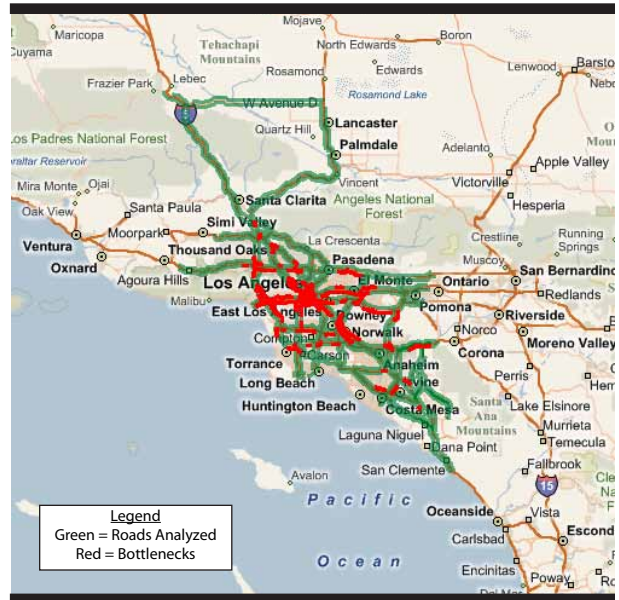 Maricopa
Mojave
Boron
Cuyama
Tehachapi
Mountains
North Edwards
Edwards
Lenwood
Barsto
Nebo
Frazier Park
Lebec
Rosamond
Rosamond Lake
W Avenue D
5
Los Padres National Forest
Quartz Hill
Lancaster
Palmdale
Adelanto
Apple Valley
Victorville
Mira Monte
Ojai
Oak View
Santa Paula
Santa Clarita
Vincent
Angeles National
Forest
Hesperia
Moorpark
Simi Valley
Ventura
Oxnard
Thousand Oaks
La Crescenta
Pasadena
Crestline
Running
Springs
Muscoy
San Bernardino
Agoura Hills
Malibu
Los Angeles
El Monte
Ontario
Redlands
Pomona
East Los Angeles
Downey
Riverside
Moreno Valley
Compton
Norwalk
Norco
Corona
Torrance
Carson
Anaheim
Perris
Long Beach
Irvine
Huntington Beach
Costa Mesa
Santa
Ana
Mountains
Lake Elsinore
Murrieta
Temecula
Laguna Niguel
Dana Point
San Clemente
Fallbrook
15
Avalon
Pacific
Ocean
Oceanside
Vista
Carlsbad
Escond
Encinitas
Poway
Legend
Green = Roads Analyzed
Red = Bottlenecks